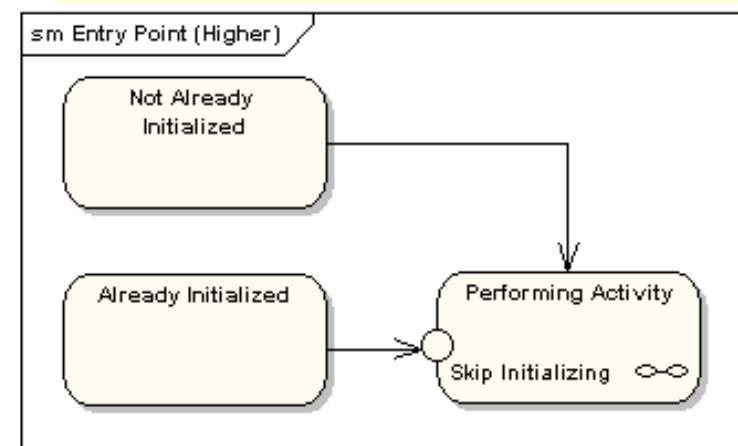 sm Entry Point (Higher)
Not Already
Initialized
Already Initialized
Performing Activity
Skip Initializing